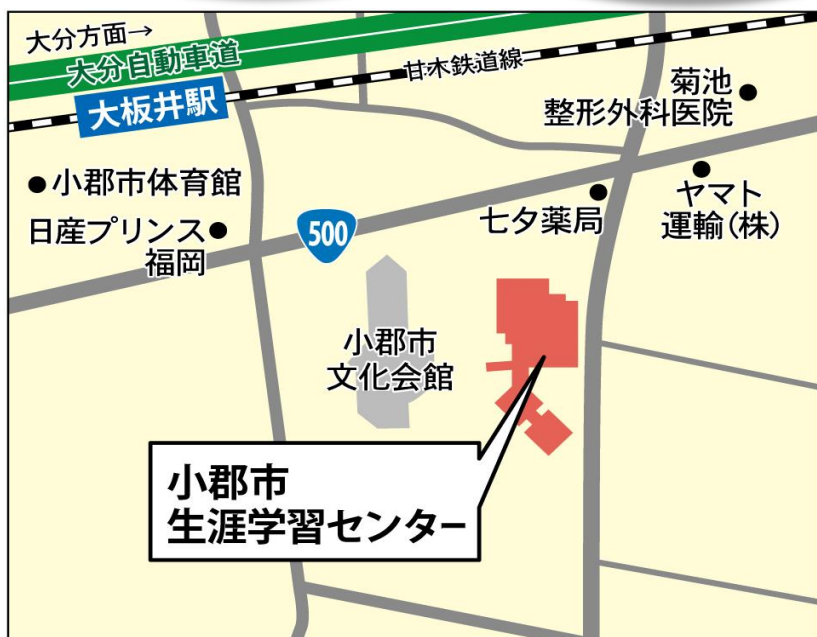 大分方面→
大分自動車道
甘木鉄道線
大板井駅
菊池
整形外科医院
小郡市体育館
日産プリンス
福岡
500
七夕薬局
ヤマト
運輸(株)
小郡市
文化会館
小郡市
生涯学習センター